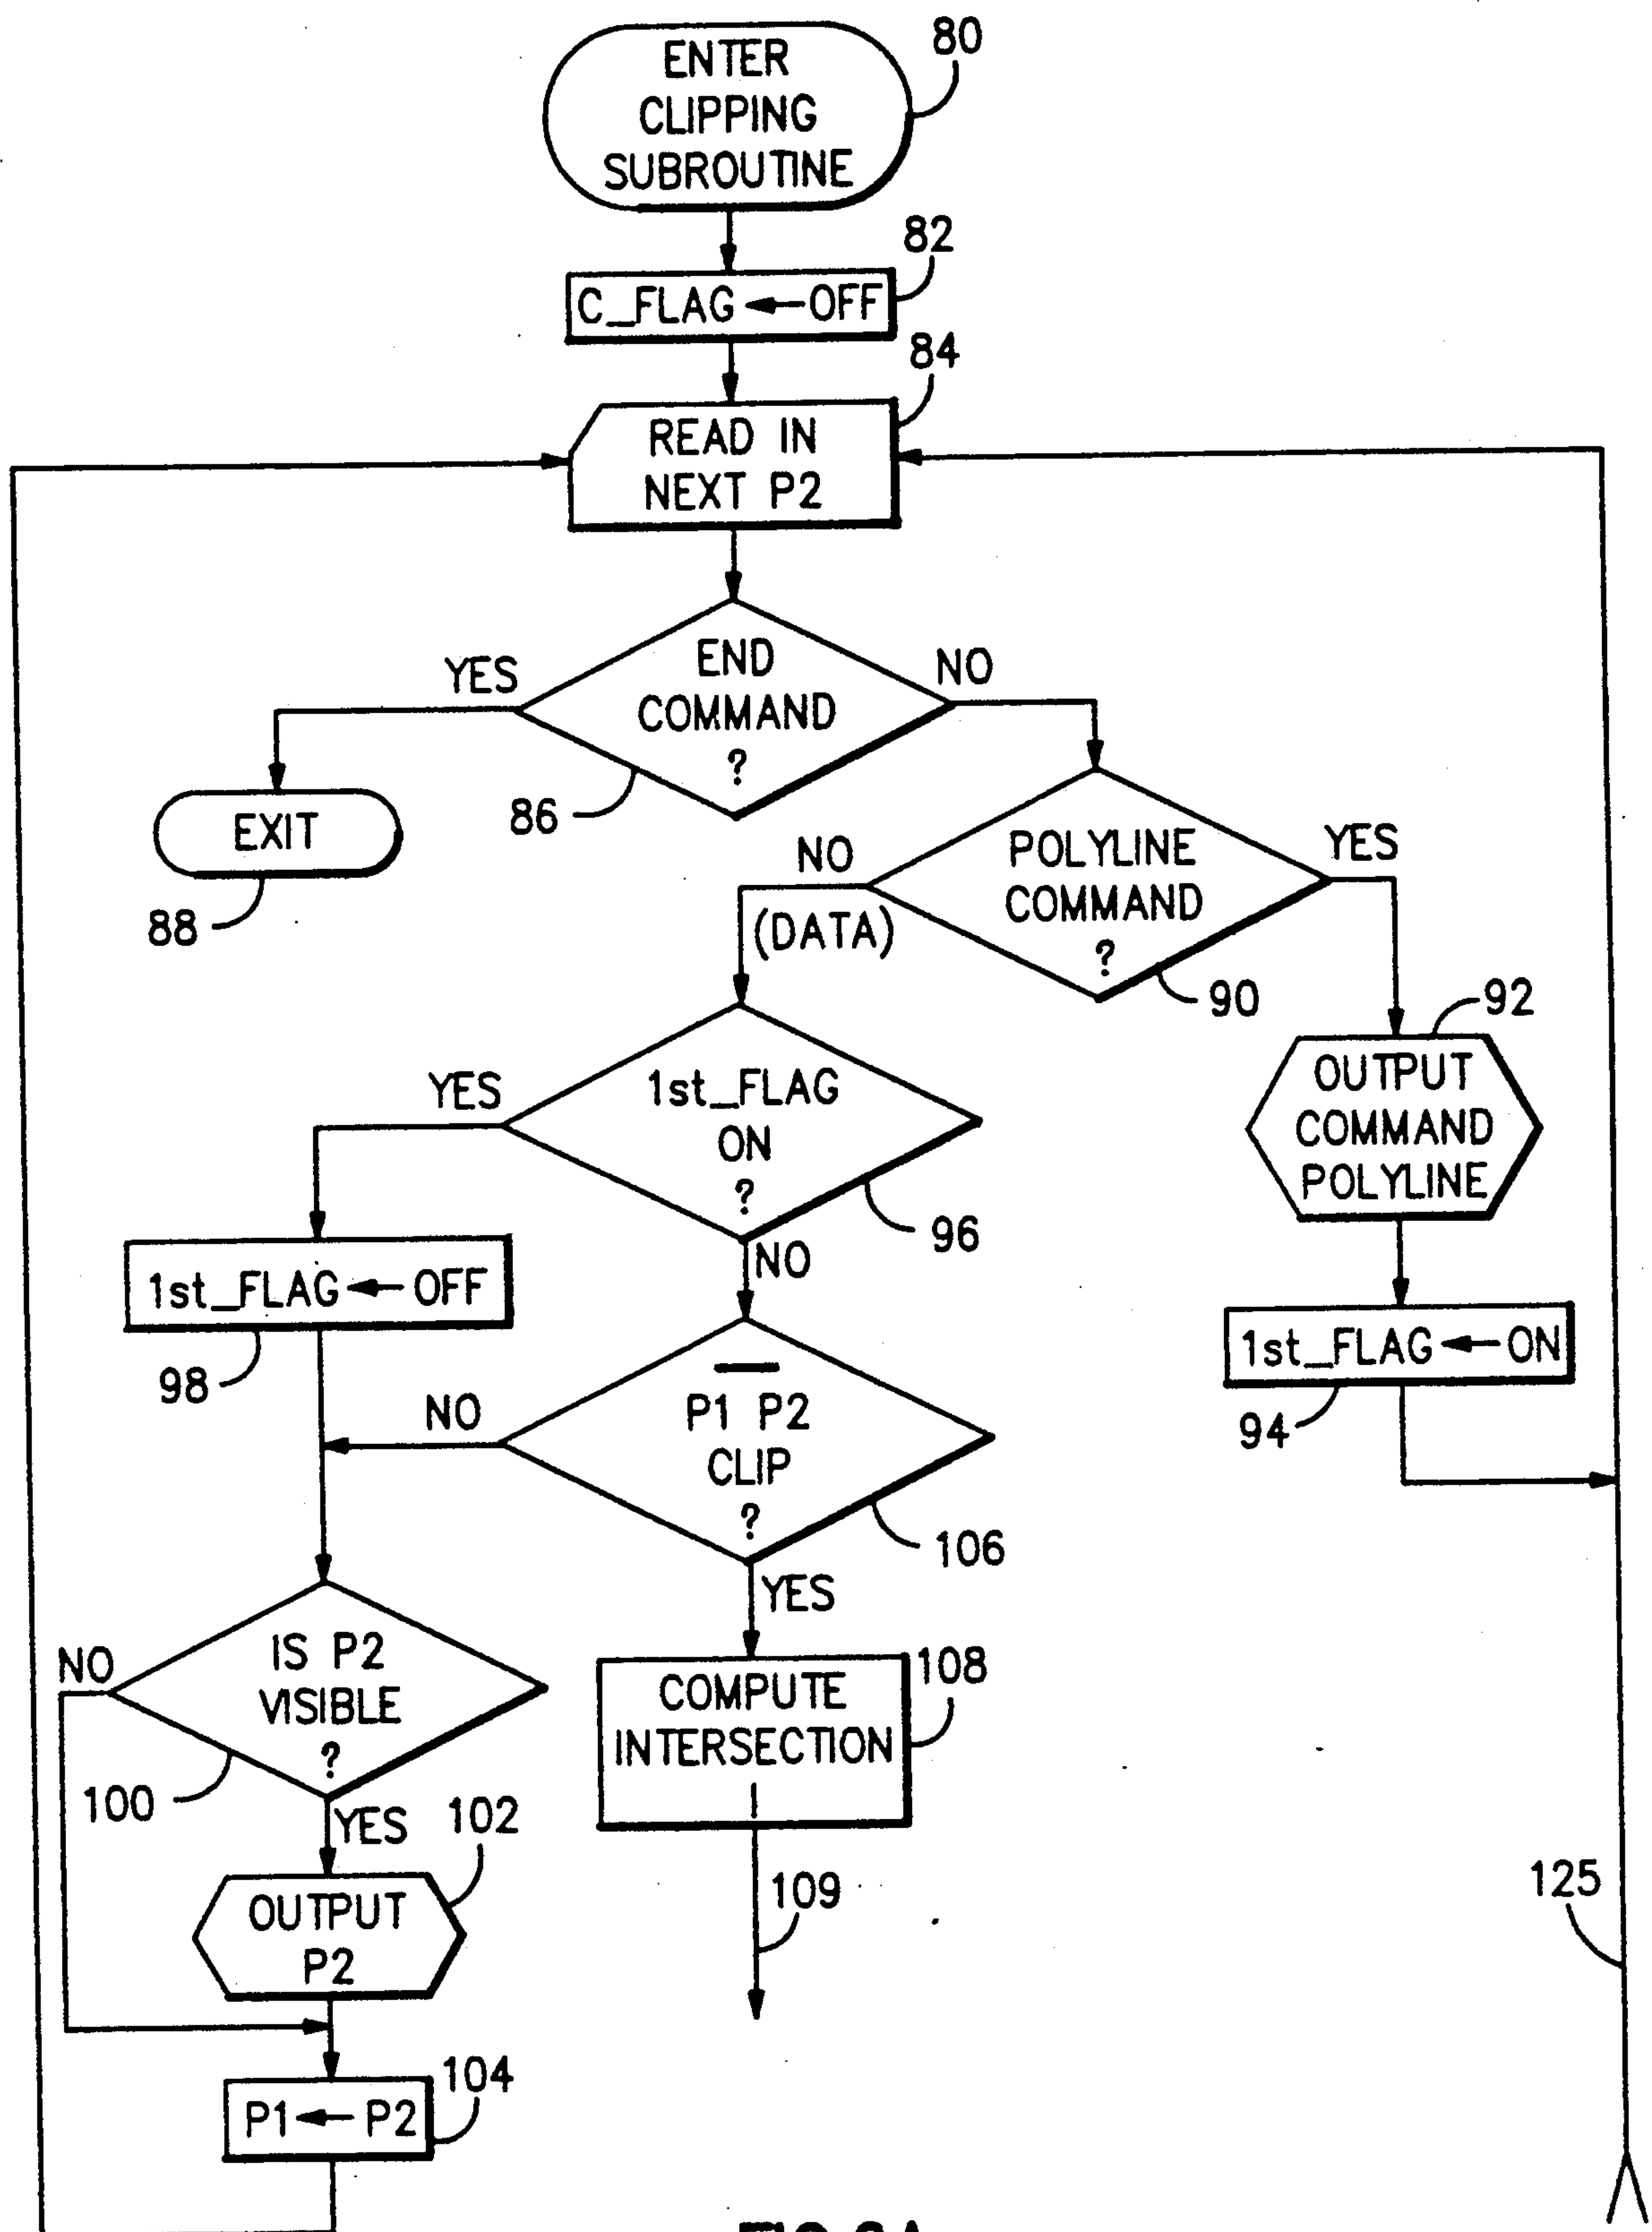 ENTER
CLIPPING
SUBROUTINE
80
C_FLAG ← OFF
82
84
READ IN
NEXT P2
END
COMMAND
?
YES
NO
86
EXIT
88
POLYLINE
COMMAND
?
NO
(DATA)
YES
90
92
OUTPUT
COMMAND
POLYLINE
1st_FLAG
ON
?
YES
96
NO
1st_FLAG ← OFF
98
1st_FLAG ← ON
94
P1 P2
CLIP
?
NO
106
YES
IS P2
VISIBLE
?
NO
100
YES
COMPUTE
INTERSECTION
108
102
OUTPUT
P2
109
125
P1 ← P2
104